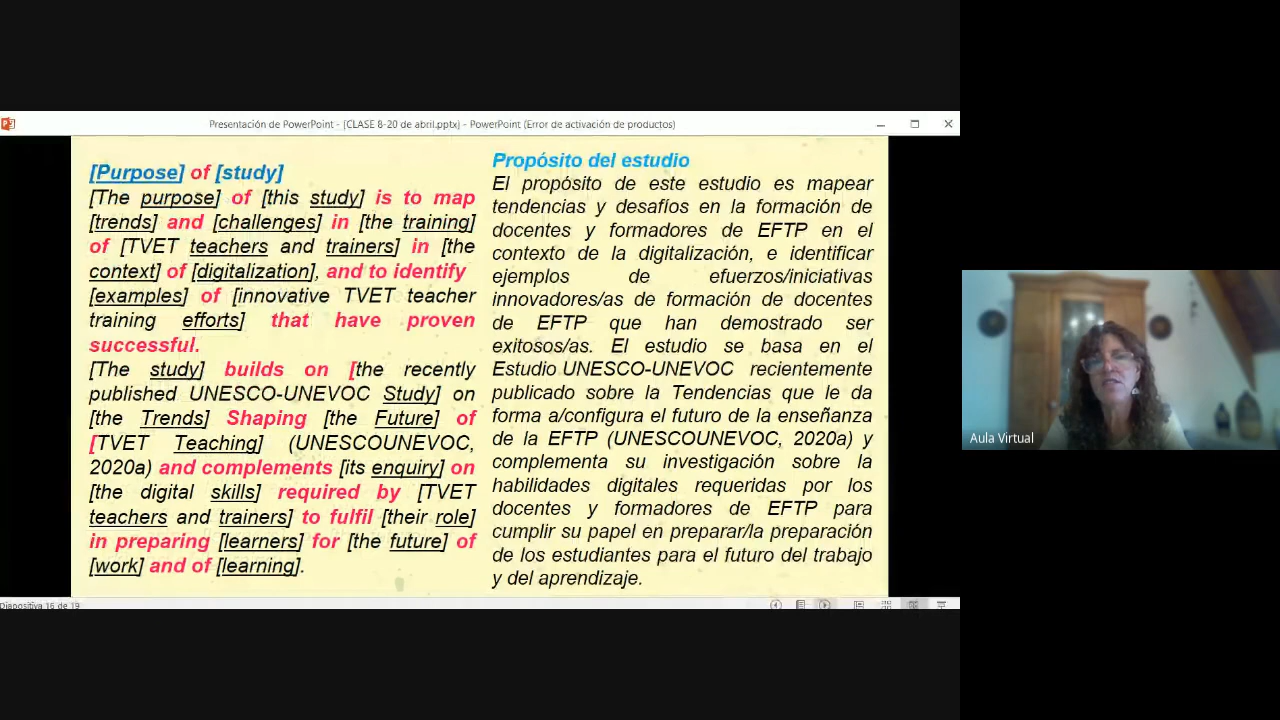 Presentación de PowerPoint - (CLASE 8-20 de abril.pptx) - PowerPoint (Error de activación de productos)
[Purpose] of [study]
[The purpose] of [this study] is to map
[trends] and [challenges] in [the training]
of [TVET teachers and trainers] in [the
context] of [digitalization], and to identify
[examples] of [innovative TVET teacher
training efforts] that have proven
successful.
[The study] builds on [the recently
published UNESCO-UNEVOC Study] on
[the Trends] Shaping [the Future] of
[TVET Teaching] (UNESCOUNEVOC,
2020a) and complements [its enquiry] on
[the digital skills] required by [TVET
teachers and trainers] to fulfil [their role]
in preparing [learners] for [the future] of
[work] and of [learning].
Propósito del estudio
El propósito de este estudio es mapear
tendencias y desafíos en la formación de
docentes y formadores de EFTP en el
contexto de la digitalización, e identificar
ejemplos de efuerzos/iniciativas
innovadores/as de formación de docentes
de EFTP que han demostrado ser
exitosos/as. El estudio se basa en el
Estudio UNESCO-UNEVOC recientemente
publicado sobre la Tendencias que le da
forma a/configura el futuro de la enseñanza
de la EFTP (UNESCOUNEVOC, 2020a) y
complementa su investigación sobre la
habilidades digitales requeridas por los
docentes y formadores de EFTP para
cumplir su papel en preparar/la preparación
de los estudiantes para el futuro del trabajo
y del aprendizaje.
Aula Virtual
Diapositiva 16 de 19